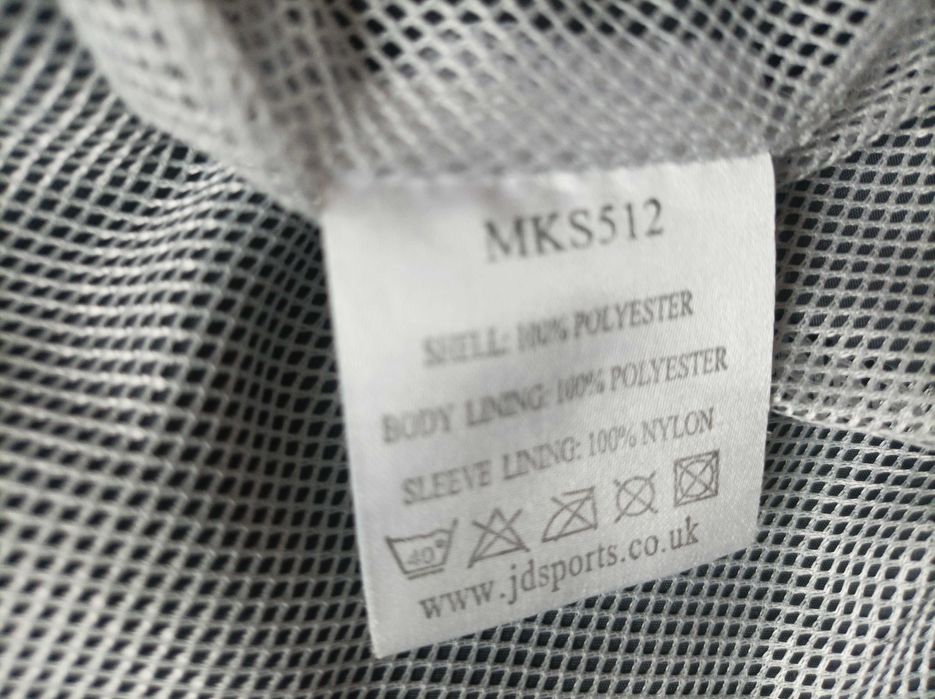 MKS512
SHELL: 100% POLYESTER
BODY LINING: 100% POLYESTER
SLEEVE LINING: 100% NYLON
40°
www.jdsports.co.uk